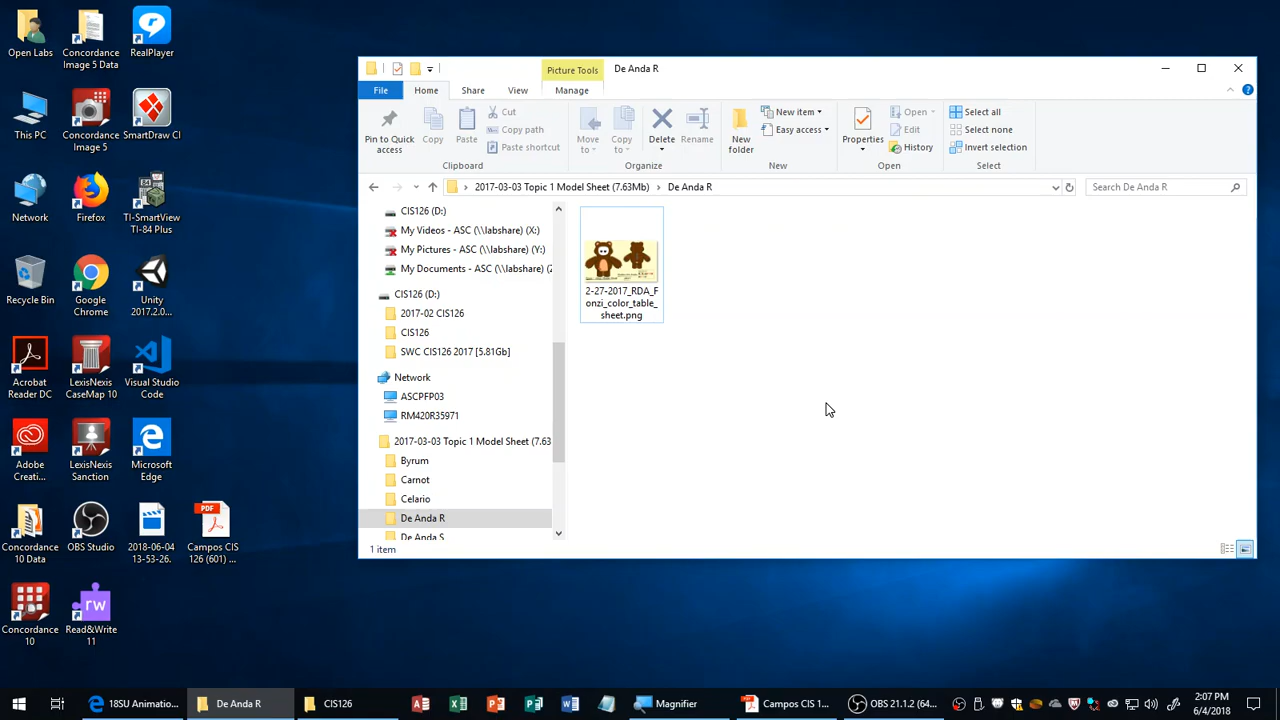 Open Labs
Concordance
Image 5 Data
RealPlayer
This PC
Concordance
Image 5
SmartDraw CI
Network
Firefox
TI-SmartView
TI-84 Plus
84
Recycle Bin
Google
Chrome
Unity
2017.2.0...
Acrobat
Reader DC
LexisNexis
CaseMap 10
Visual Studio
Code
Adobe
Creati...
LexisNexis
Sanction
Microsoft
Edge
Concordance
10 Data
OBS Studio
2018-06-04
13-53-26.
PDF
Campos CIS
126 (601) ...
Concordance
10
rw
Read&Write
11
Picture Tools
De Anda R
File
Home
Share
View
Manage
Pin to Quick
access
Copy
Paste
Cut
Copy path
Paste shortcut
Clipboard
Move
to
Copy
to
Delete
Rename
Organize
New
folder
New item
Easy access
New
Properties
Open
Edit
History
Open
Select all
Select none
Invert selection
Select
2017-03-03 Topic 1 Model Sheet (7.63Mb) > De Anda R
Search De Anda R
CIS126 (D:)
My Videos - ASC (\\labshare) (X:)
My Pictures - ASC (\\labshare) (Y:)
My Documents - ASC (\\labshare) (Z
CIS126 (D:)
2017-02 CIS126
CIS126
SWC CIS126 2017 [5.81Gb]
Network
ASCPFP03
RM420R35971
2017-03-03 Topic 1 Model Sheet (7.63
Byrum
Carnot
Celario
De Anda R
De Anda S
2-27-2017_RDA_F
onzi_color_table_
sheet.png
1 item
18SU Animatio...
De Anda R
CIS126
Magnifier
Campos CIS 1...
OBS 21.1.2 (64...
2:07 PM
6/4/2018